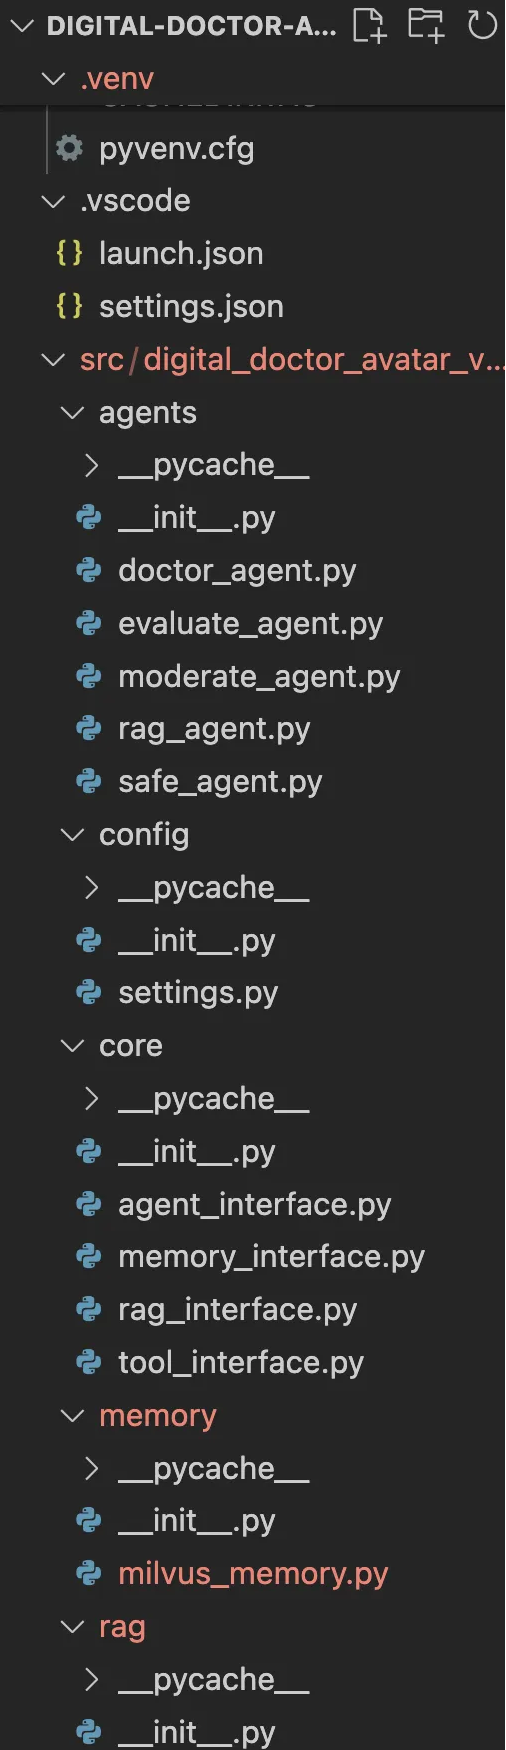 DIGITAL-DOCTOR-A...
.venv
pyvenv.cfg
.vscode
{} launch.json
{} settings.json
src/digital_doctor_avatar_v...
agents
__pycache__
__init__.py
doctor_agent.py
evaluate_agent.py
moderate_agent.py
rag_agent.py
safe_agent.py
config
__pycache__
__init__.py
settings.py
core
__pycache__
__init__.py
agent_interface.py
memory_interface.py
rag_interface.py
tool_interface.py
memory
__pycache__
__init__.py
milvus_memory.py
rag
__pycache__
__init__.py